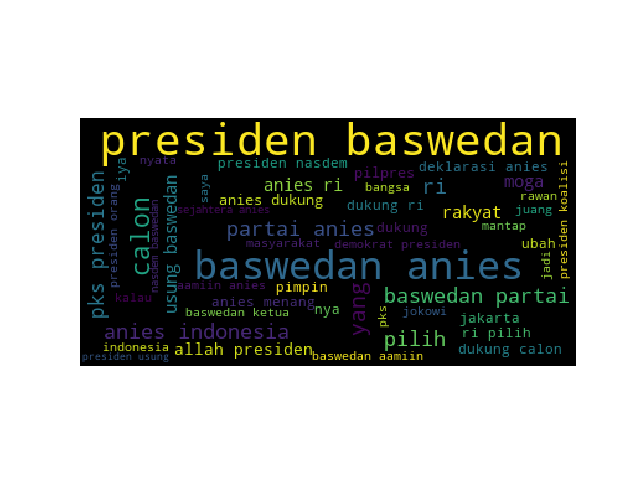 presiden baswedan
iya
nyata
presiden nasdem
pilpres
deklarasi anies
presiden koalisi
pks presiden
presiden orang
calon
nasdem baswedan
usung baswedan
saya
anies ri
bangsa
ri
moga
rawan
sejahtera anies
anies dukung
dukung ri
rakyat
juang
partai anies
dukung
mantap
masyarakat
demokrat presiden
ubah
jadi
baswedan anies
kalau
aamiin anies
pimpin
yang
baswedan partai
anies menang
baswedan ketua
nya
pks
jokowi
jakarta
anies indonesia
pilih
ri pilih
indonesia
allah presiden
dukung calon
presiden usung
baswedan aamiin